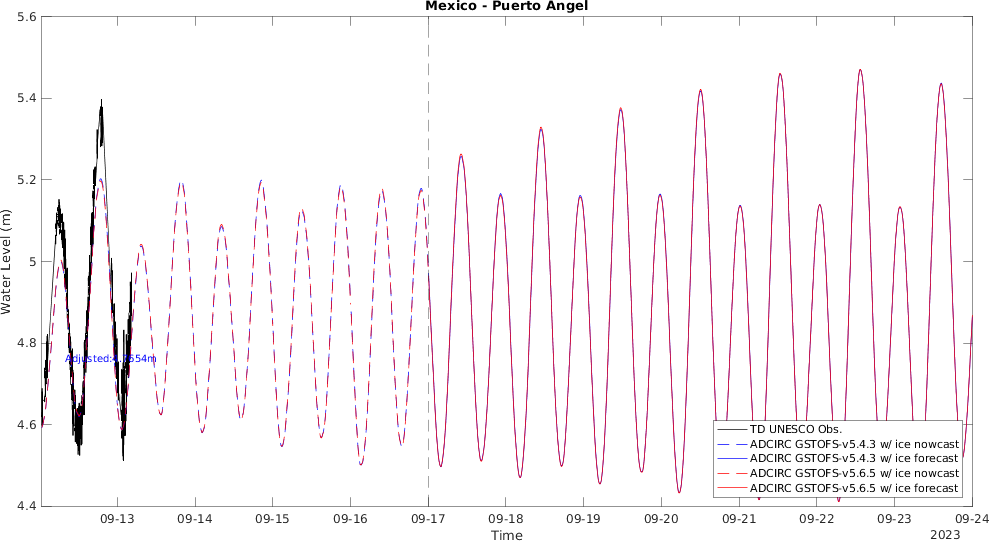 Mexico - Puerto Angel
5.6
5.4
5.2
5
4.8
4.6
4.4
Water Level (m)
09-13
09-14
09-15
09-16
09-17
09-18
09-19
09-20
09-21
09-22
09-23
09-24
Time
2023
TD UNESCO Obs.
ADCIRC GSTOFS-v5.4.3 w/ ice nowcast
ADCIRC GSTOFS-v5.4.3 w/ ice forecast
ADCIRC GSTOFS-v5.6.5 w/ ice nowcast
ADCIRC GSTOFS-v5.6.5 w/ ice forecast